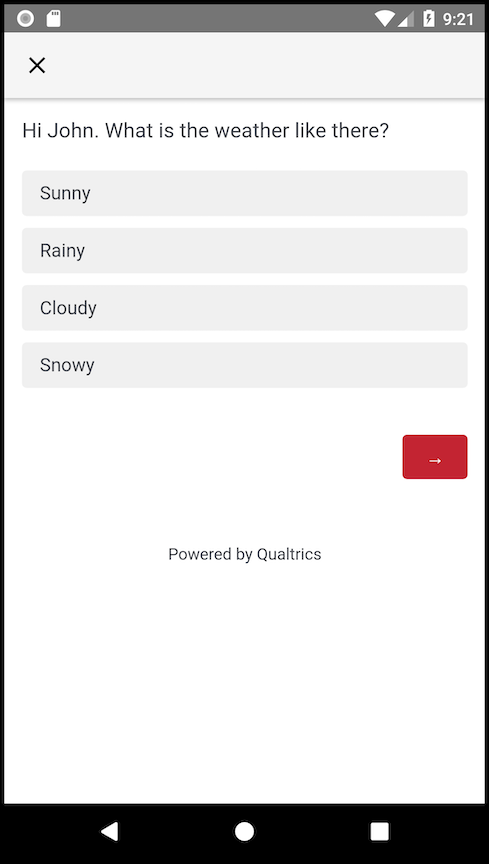 9:21
Hi John. What is the weather like there?
Sunny
Rainy
Cloudy
Snowy
→
Powered by Qualtrics